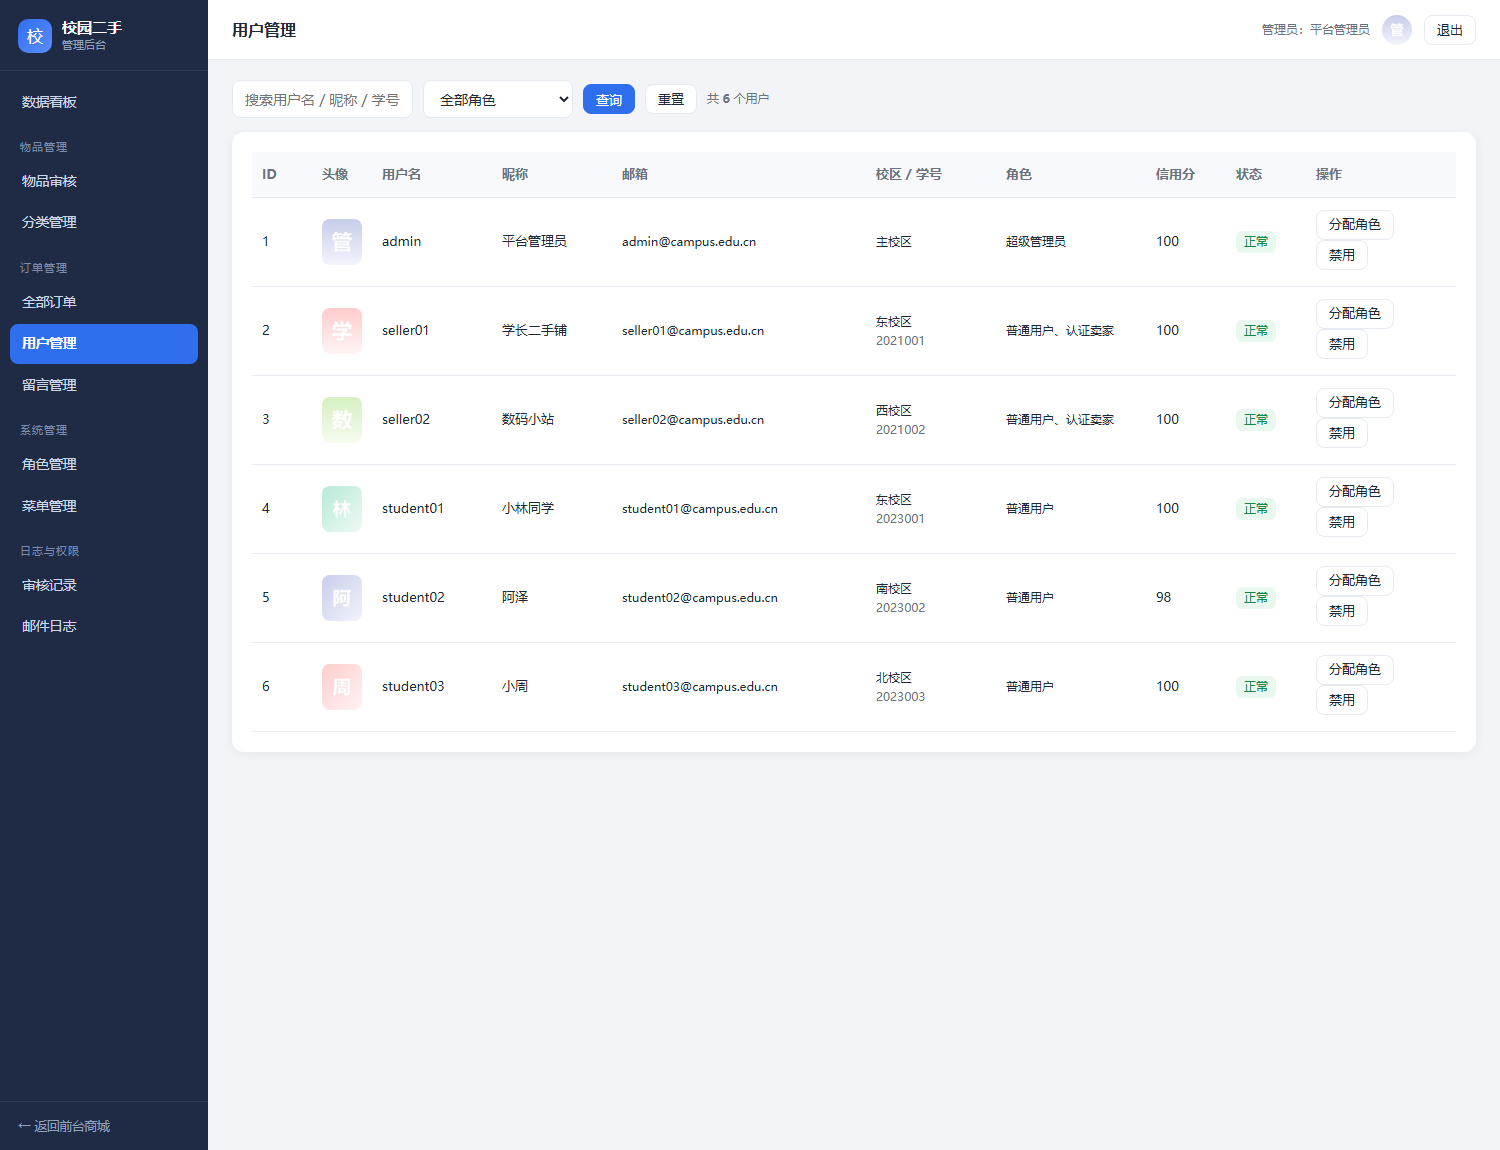 校
校园二手
管理后台
数据看板
物品管理
物品审核
分类管理
订单管理
全部订单
用户管理
留言管理
系统管理
角色管理
菜单管理
日志与权限
审核记录
邮件日志
← 返回前台商城
用户管理
管理员：平台管理员
管
退出
搜索用户名 / 昵称 / 学号
全部角色
查询
重置
共 6 个用户
ID 头像 用户名 昵称 邮箱 校区 / 学号 角色 信用分 状态 操作
1 管 admin 平台管理员 admin@campus.edu.cn 主校区 超级管理员 100 正常 分配角色
禁用
2 学 seller01 学长二手铺 seller01@campus.edu.cn 东校区 普通用户、认证卖家 100 正常 分配角色
2021001 禁用
3 数 seller02 数码小站 seller02@campus.edu.cn 西校区 普通用户、认证卖家 100 正常 分配角色
2021002 禁用
4 林 student01 小林同学 student01@campus.edu.cn 东校区 普通用户 100 正常 分配角色
2023001 禁用
5 阿 student02 阿泽 student02@campus.edu.cn 南校区 普通用户 98 正常 分配角色
2023002 禁用
6 周 student03 小周 student03@campus.edu.cn 北校区 普通用户 100 正常 分配角色
2023003 禁用